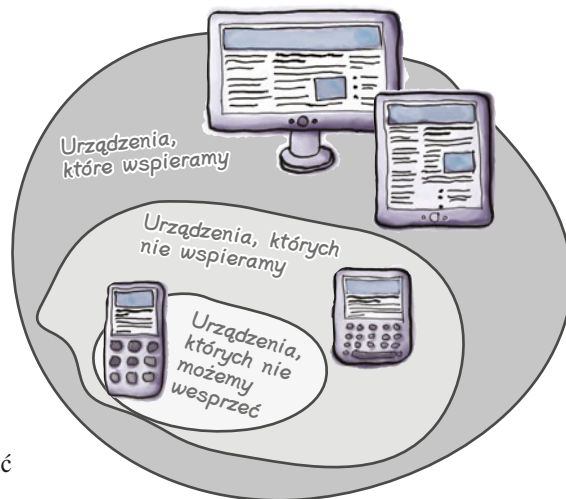 Urządzenia,
które wspieramy
Urządzenia, których
nie wspieramy
Urządzenia,
których nie
możemy
wesprzeć
ć